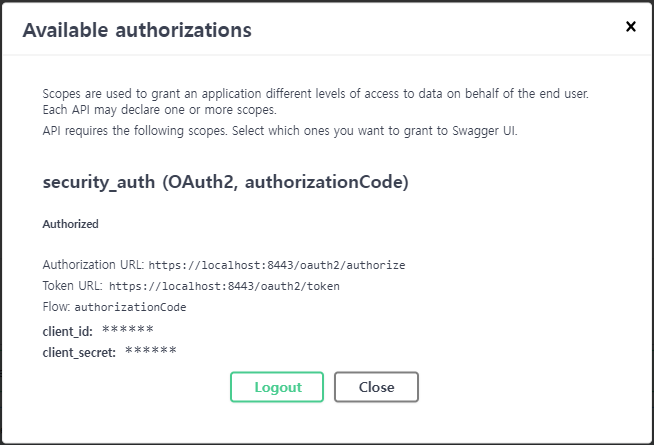 Available authorizations
×
Scopes are used to grant an application different levels of access to data on behalf of the end user.
Each API may declare one or more scopes.
API requires the following scopes. Select which ones you want to grant to Swagger UI.
security_auth (OAuth2, authorizationCode)
Authorized
Authorization URL: https://localhost:8443/oauth2/authorize
Token URL: https://localhost:8443/oauth2/token
Flow: authorizationCode
client_id: ******
client_secret: ******
Logout Close